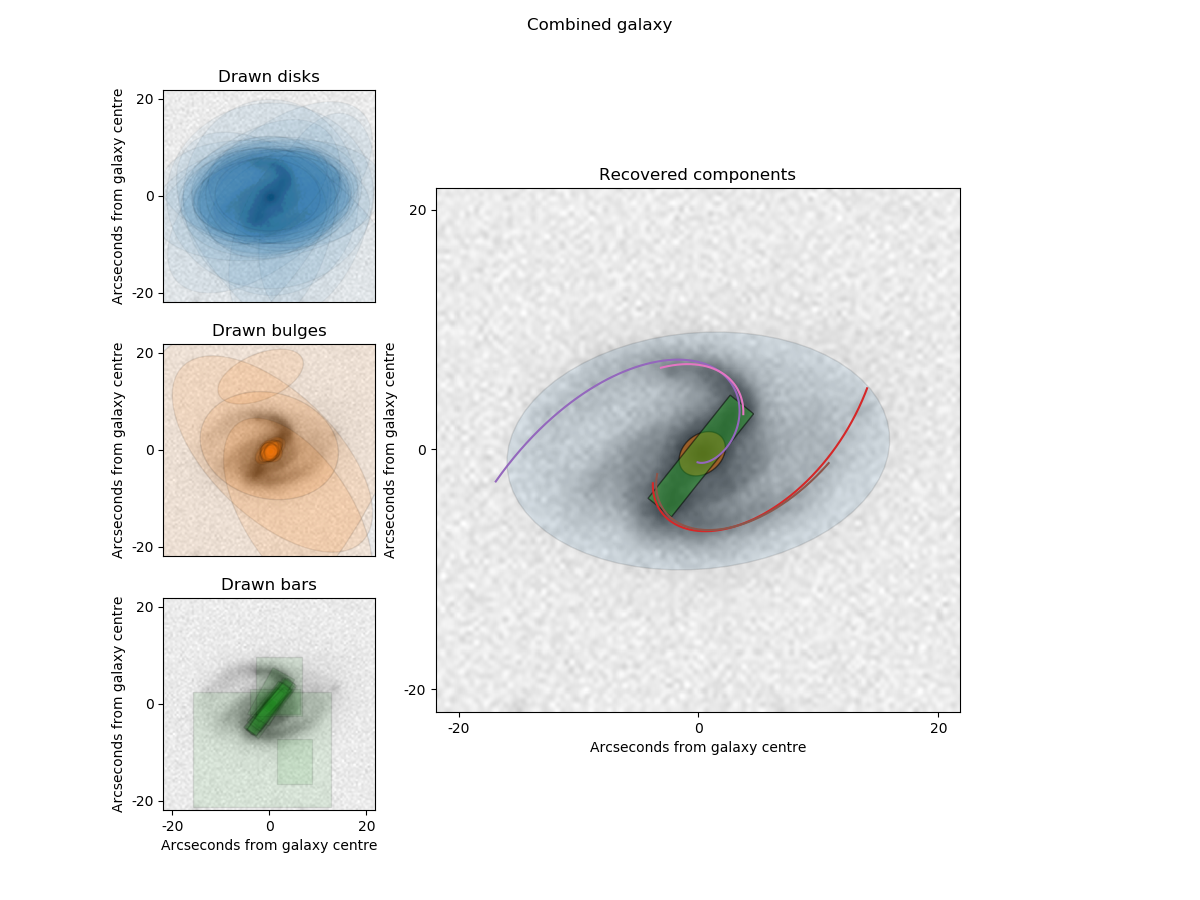 Combined galaxy
Drawn disks
Arcseconds from galaxy centre
20
0
-20
Drawn bulges
Arcseconds from galaxy centre
20
0
-20
Drawn bars
Arcseconds from galaxy centre
20
0
-20
-20 0 20
Arcseconds from galaxy centre
Recovered components
Arcseconds from galaxy centre
20
0
-20
-20 0 20
Arcseconds from galaxy centre